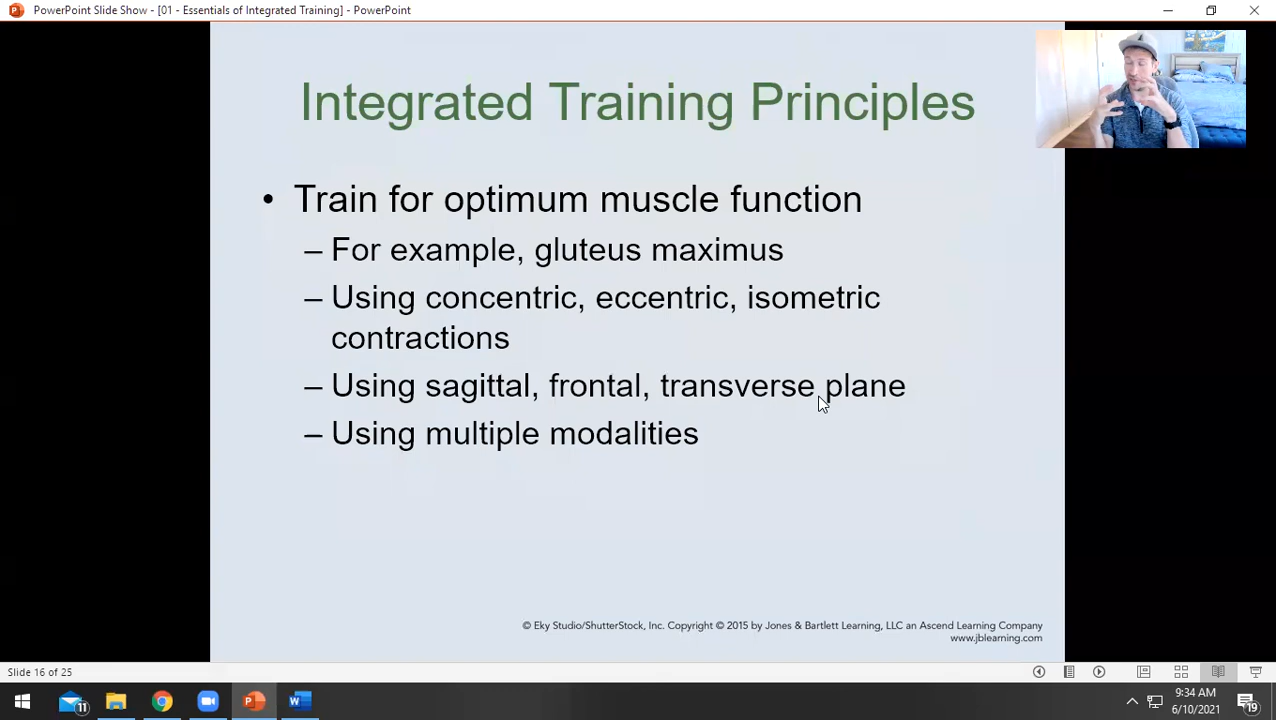 PowerPoint Slide Show - [01 - Essentials of Integrated Training] - PowerPoint
Integrated Training Principles
• Train for optimum muscle function
– For example, gluteus maximus
– Using concentric, eccentric, isometric
contractions
– Using sagittal, frontal, transverse plane
– Using multiple modalities
© Eky Studio/ShutterStock, Inc. Copyright © 2015 by Jones & Bartlett Learning, LLC an Ascend Learning Company
www.jblearning.com
Slide 16 of 25
11
9:34 AM
6/10/2021
19